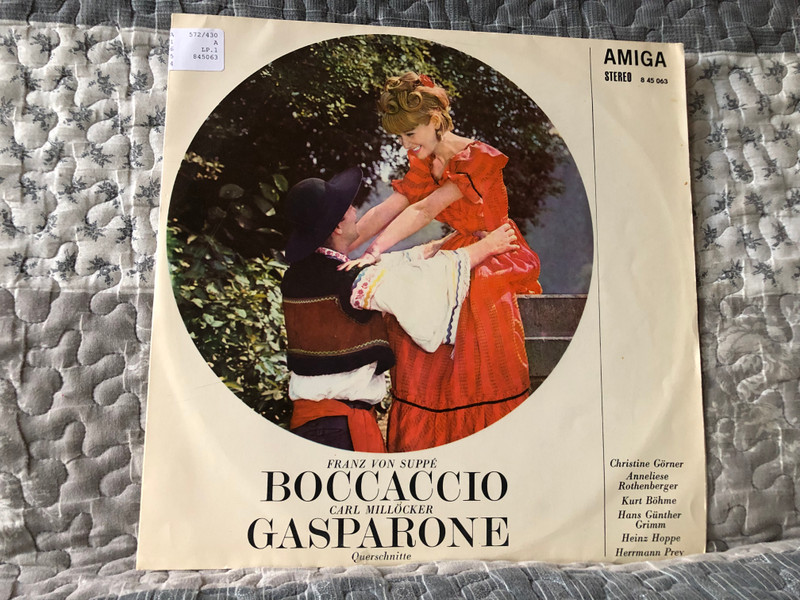 572/430
A
LP.1
845063
AMIGA
STEREO 8 45 063
FRANZ VON SUPPÉ
BOCCACCIO
CARL MILLÖCKER
GASPARONE
Querschnitte
Christine Görner
Anneliese
Rothenberger
Kurt Böhme
Hans Günther
Grimm
Heinz Hoppe
Herrmann Prey